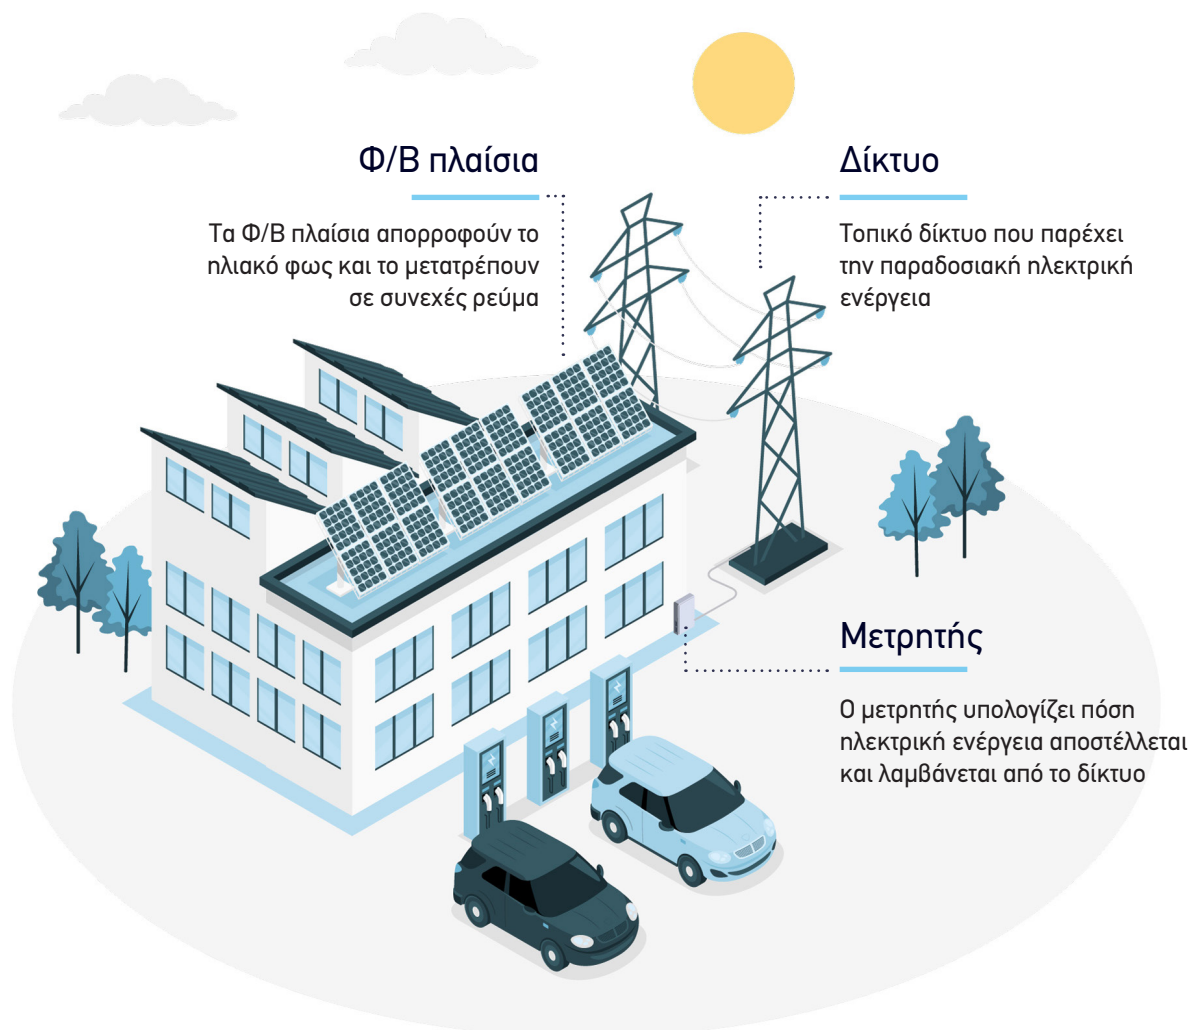 Φ/Β πλαίσια
Τα Φ/Β πλαίσια απορροφούν το
ηλιακό φως και το μετατρέπουν
σε συνεχές ρεύμα
Δίκτυο
Τοπικό δίκτυο που παρέχει
την παραδοσιακή ηλεκτρική
ενέργεια
Μετρητής
Ο μετρητής υπολογίζει πόση
ηλεκτρική ενέργεια αποστέλλεται
και λαμβάνεται από το δίκτυο